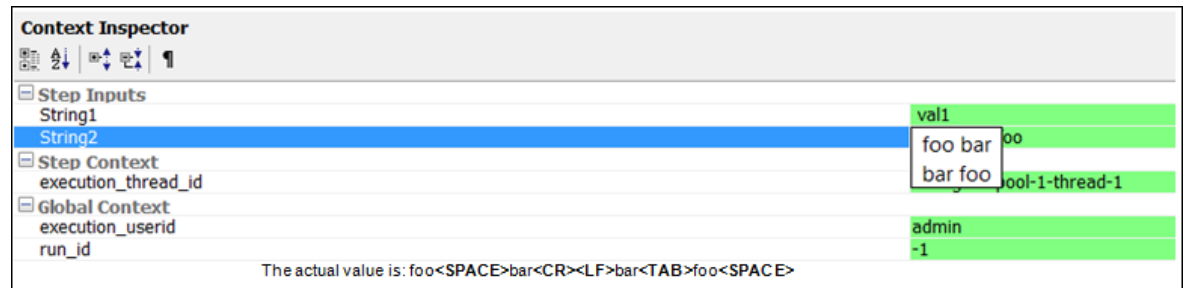 Context Inspector
Step Inputs
String1 val1
String2 oo
foo bar
bar foo
Step Context
execution_thread_id pool-1-thread-1
Global Context
execution_userid admin
run_id -1
The actual value is: foo<SPACE>bar<CR><LF>bar<TAB>foo<SPACE>